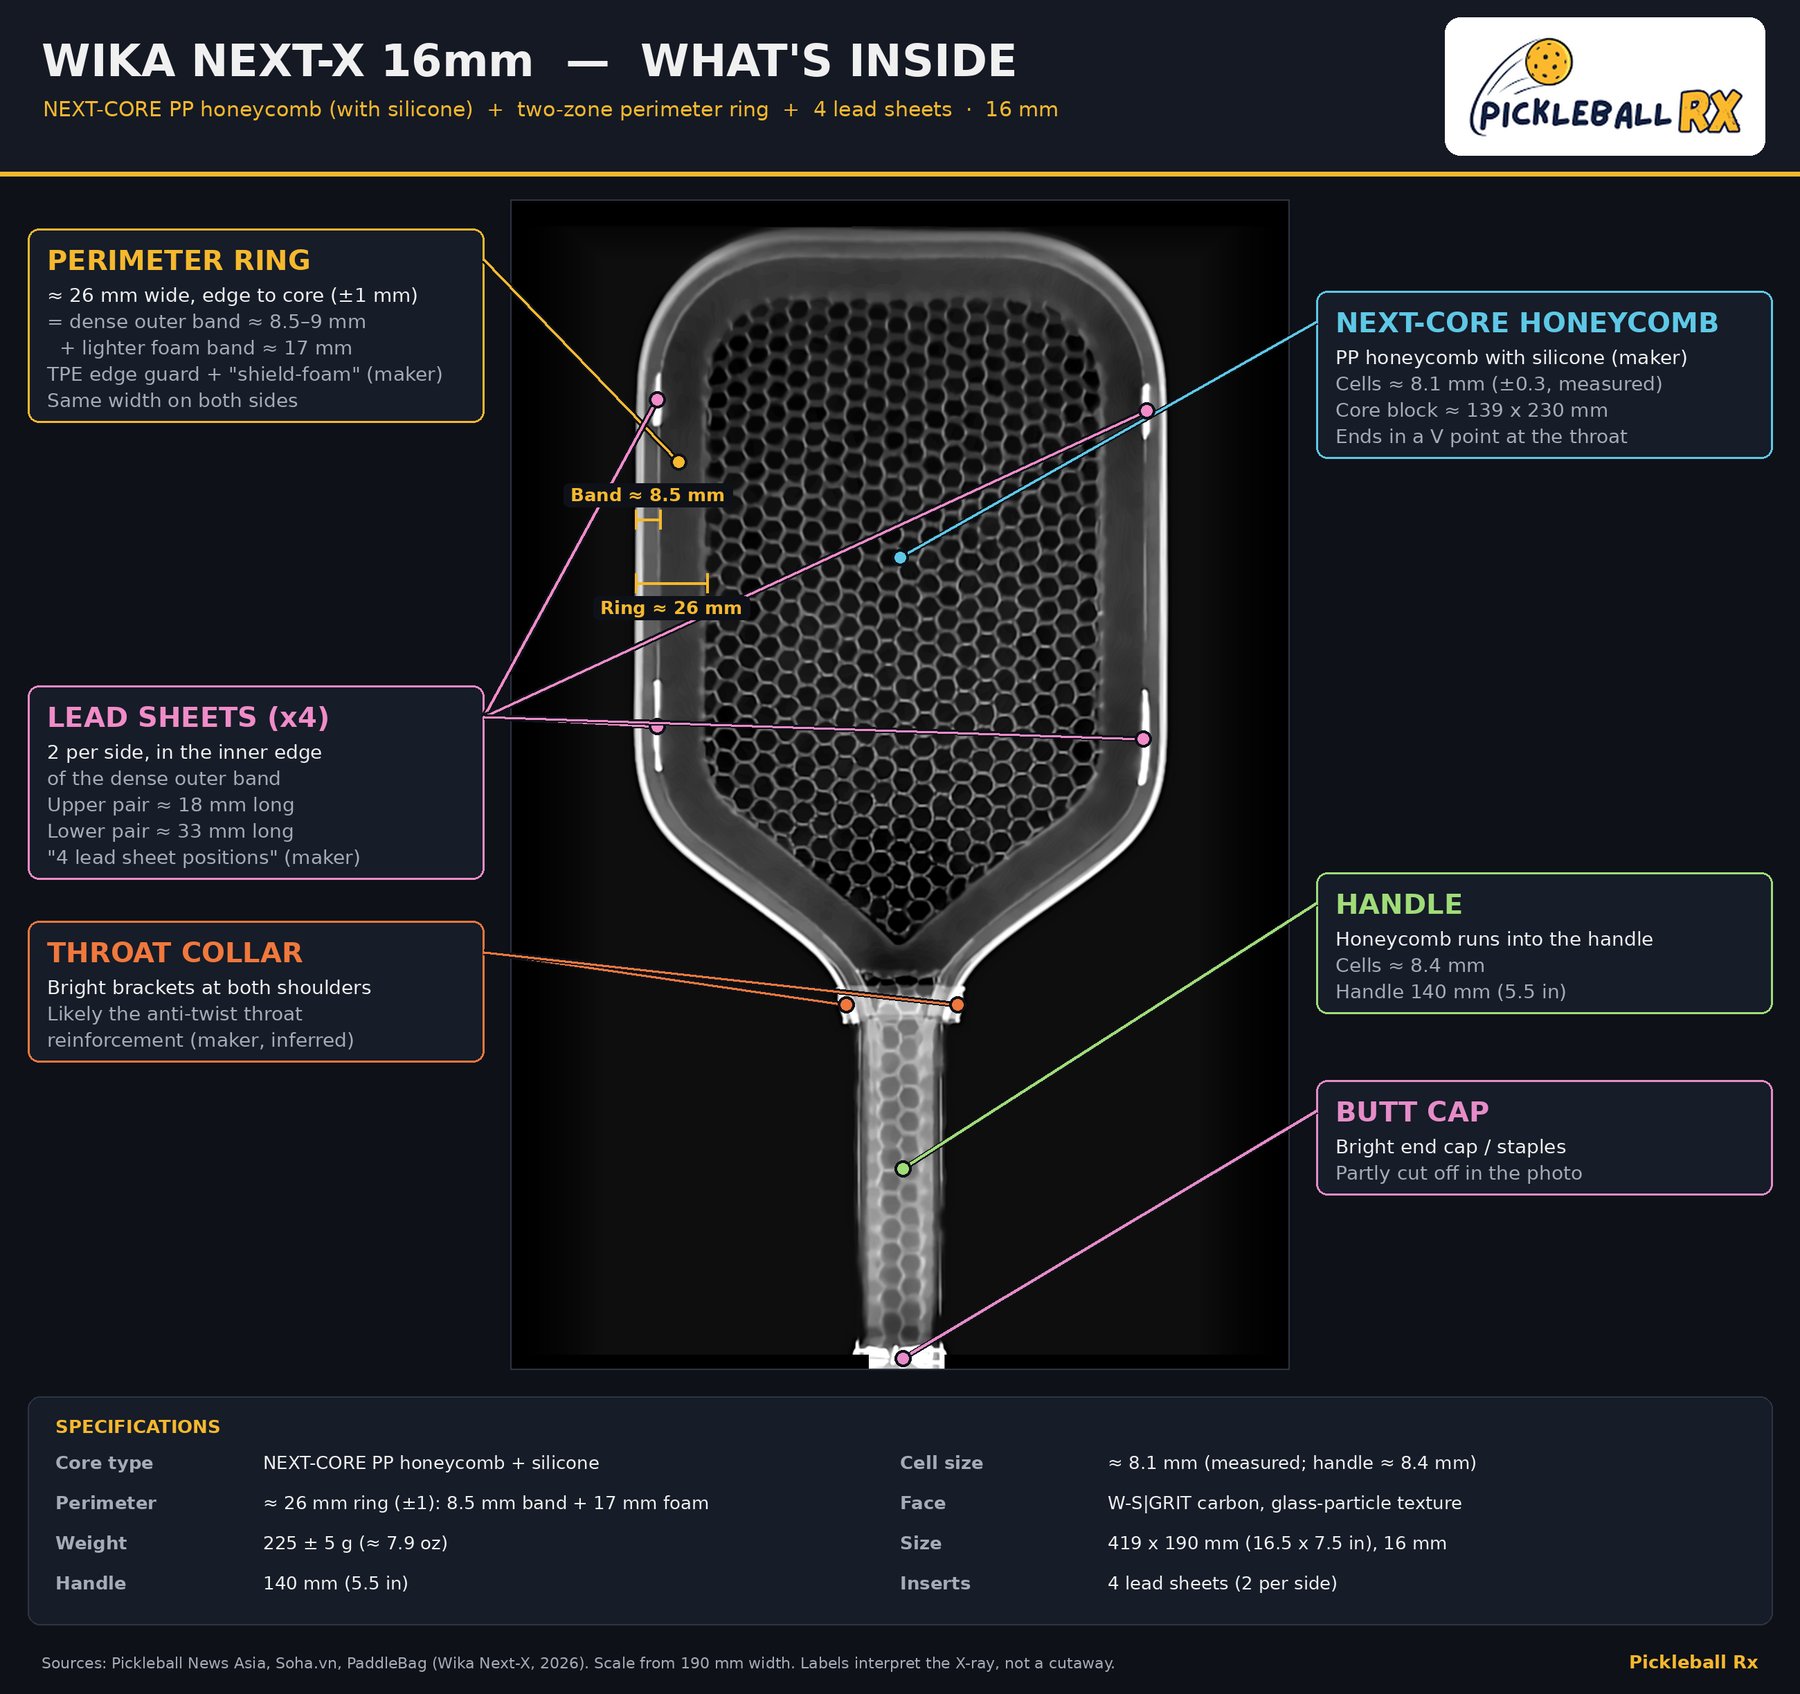 WIKA NEXT-X 16mm — WHAT'S INSIDE
NEXT-CORE PP honeycomb (with silicone) + two-zone perimeter ring + 4 lead sheets · 16 mm
PICKLEBALL RX
PERIMETER RING
≈ 26 mm wide, edge to core (±1 mm)
= dense outer band ≈ 8.5–9 mm
+ lighter foam band ≈ 17 mm
TPE edge guard + "shield-foam" (maker)
Same width on both sides
NEXT-CORE HONEYCOMB
PP honeycomb with silicone (maker)
Cells ≈ 8.1 mm (±0.3, measured)
Core block ≈ 139 x 230 mm
Ends in a V point at the throat
Band ≈ 8.5 mm
Ring ≈ 26 mm
LEAD SHEETS (x4)
2 per side, in the inner edge
of the dense outer band
Upper pair ≈ 18 mm long
Lower pair ≈ 33 mm long
"4 lead sheet positions" (maker)
THROAT COLLAR
Bright brackets at both shoulders
Likely the anti-twist throat
reinforcement (maker, inferred)
HANDLE
Honeycomb runs into the handle
Cells ≈ 8.4 mm
Handle 140 mm (5.5 in)
BUTT CAP
Bright end cap / staples
Partly cut off in the photo
SPECIFICATIONS
Core type NEXT-CORE PP honeycomb + silicone
Cell size ≈ 8.1 mm (measured; handle ≈ 8.4 mm)
Perimeter ≈ 26 mm ring (±1): 8.5 mm band + 17 mm foam
Face W-S|GRIT carbon, glass-particle texture
Weight 225 ± 5 g (≈ 7.9 oz)
Size 419 x 190 mm (16.5 x 7.5 in), 16 mm
Handle 140 mm (5.5 in)
Inserts 4 lead sheets (2 per side)
Sources: Pickleball News Asia, Soha.vn, PaddleBag (Wika Next-X, 2026). Scale from 190 mm width. Labels interpret the X-ray, not a cutaway.
Pickleball Rx